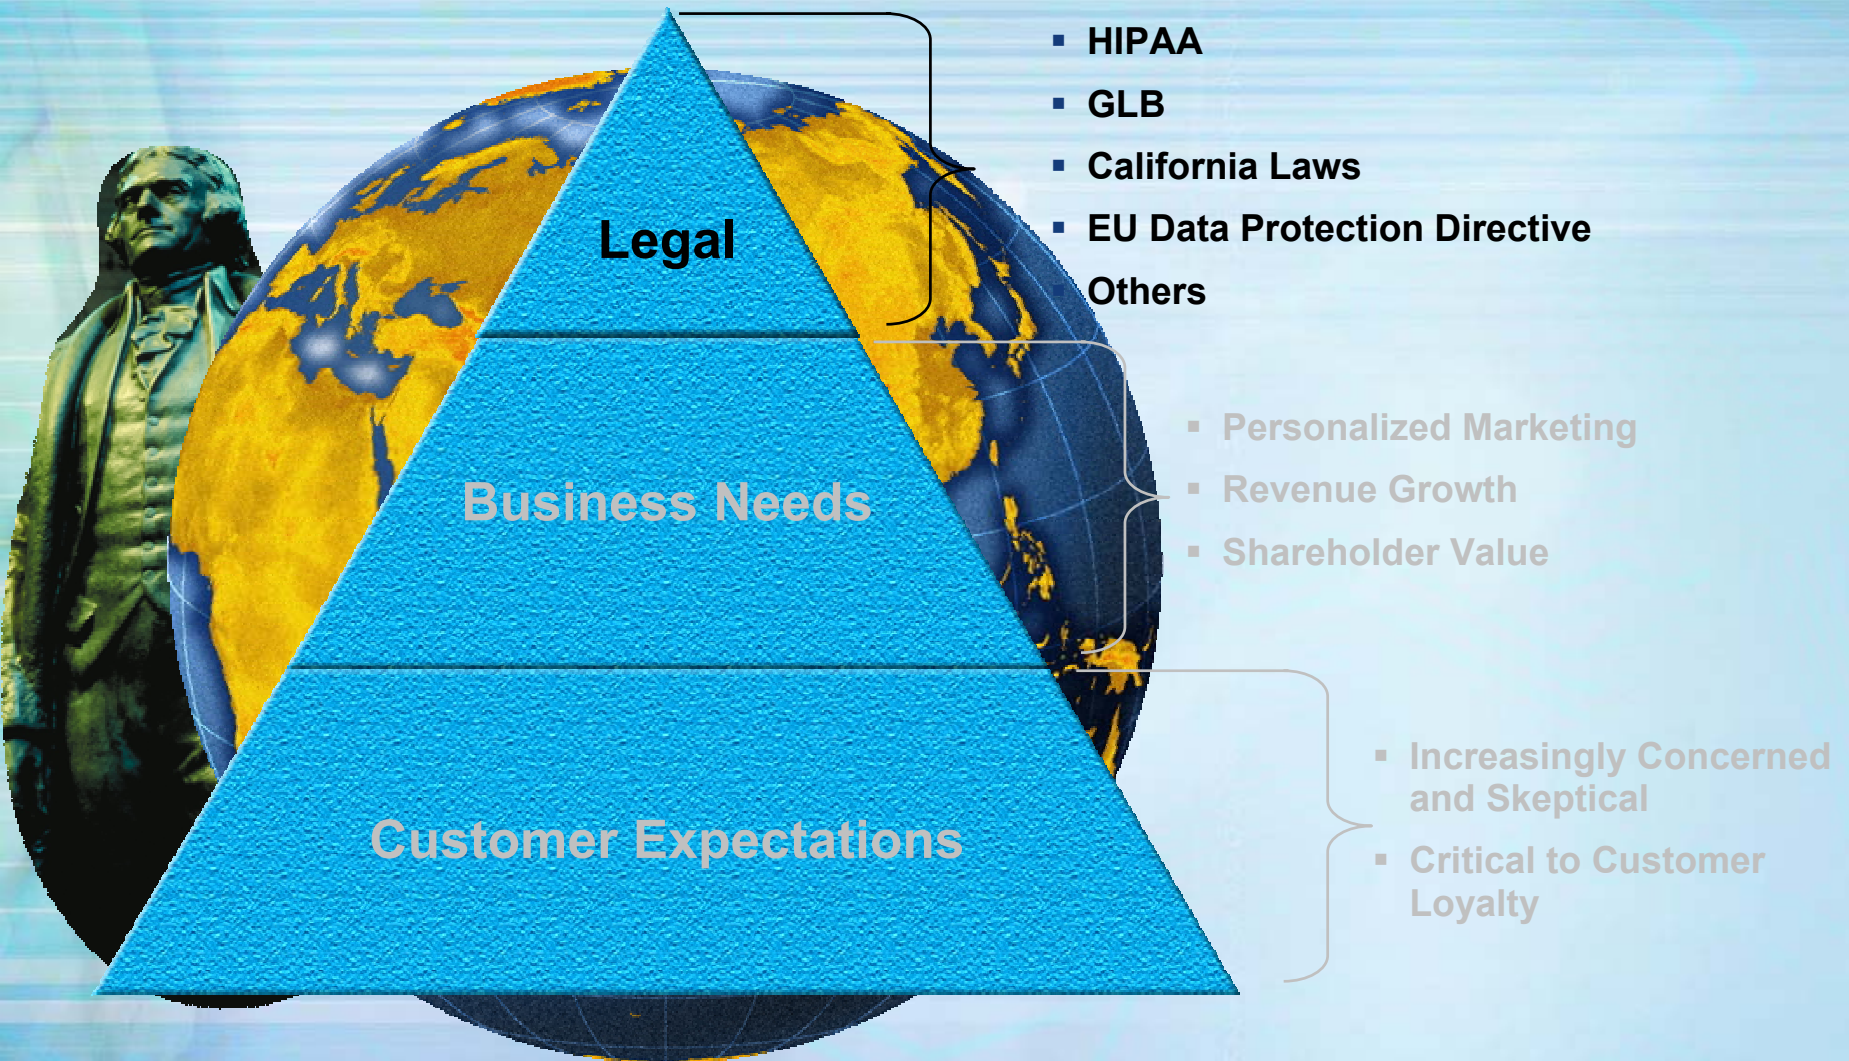 Legal
HIPAA
GLB
California Laws
EU Data Protection Directive
Others
Business Needs
Personalized Marketing
Revenue Growth
Shareholder Value
Customer Expectations
Increasingly Concerned
and Skeptical
Critical to Customer
Loyalty